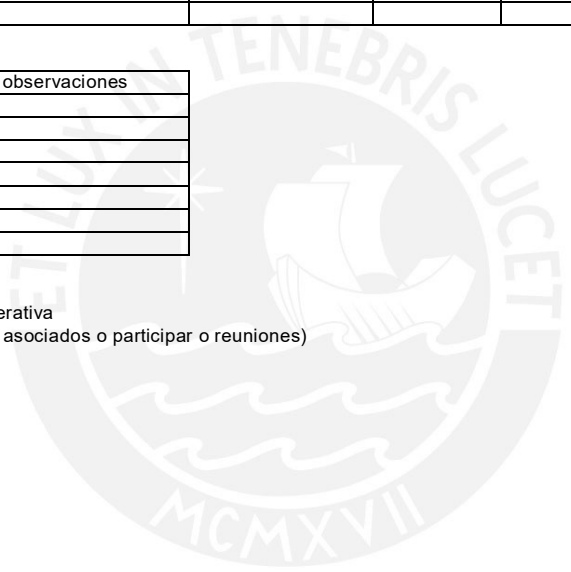 observaciones
erativa
asociados o participar o reuniones)
ET LUX IN TENEBRIS LUCET
MCMXVII